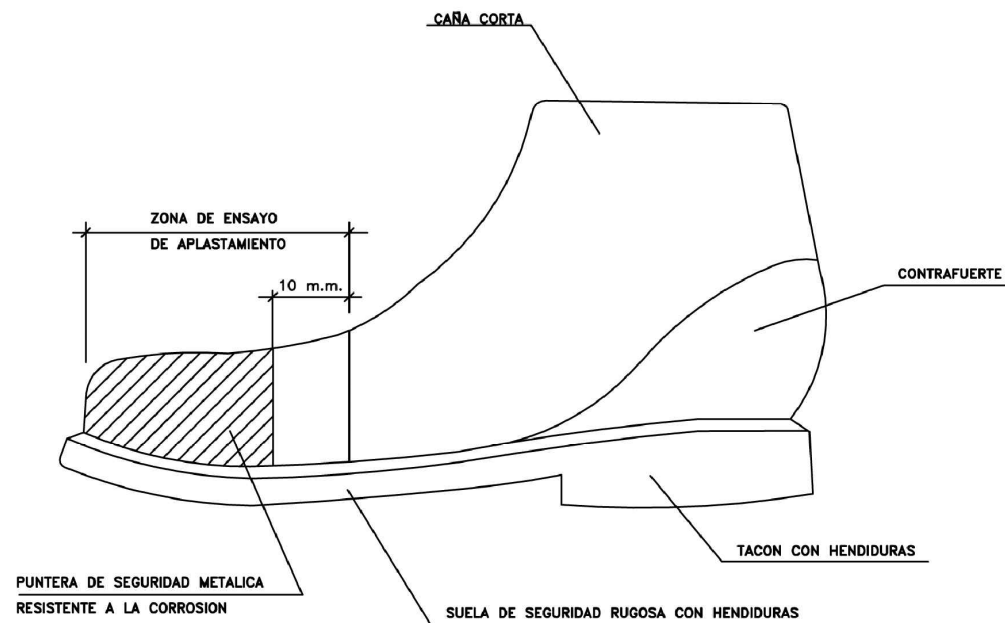 CAÑA CORTA
ZONA DE ENSAYO
DE APLASTAMIENTO
10 m.m.
CONTRAFUERTE
TACON CON HENDIDURAS
PUNTERA DE SEGURIDAD METALICA
RESISTENTE A LA CORROSION
SUELA DE SEGURIDAD RUGOSA CON HENDIDURAS